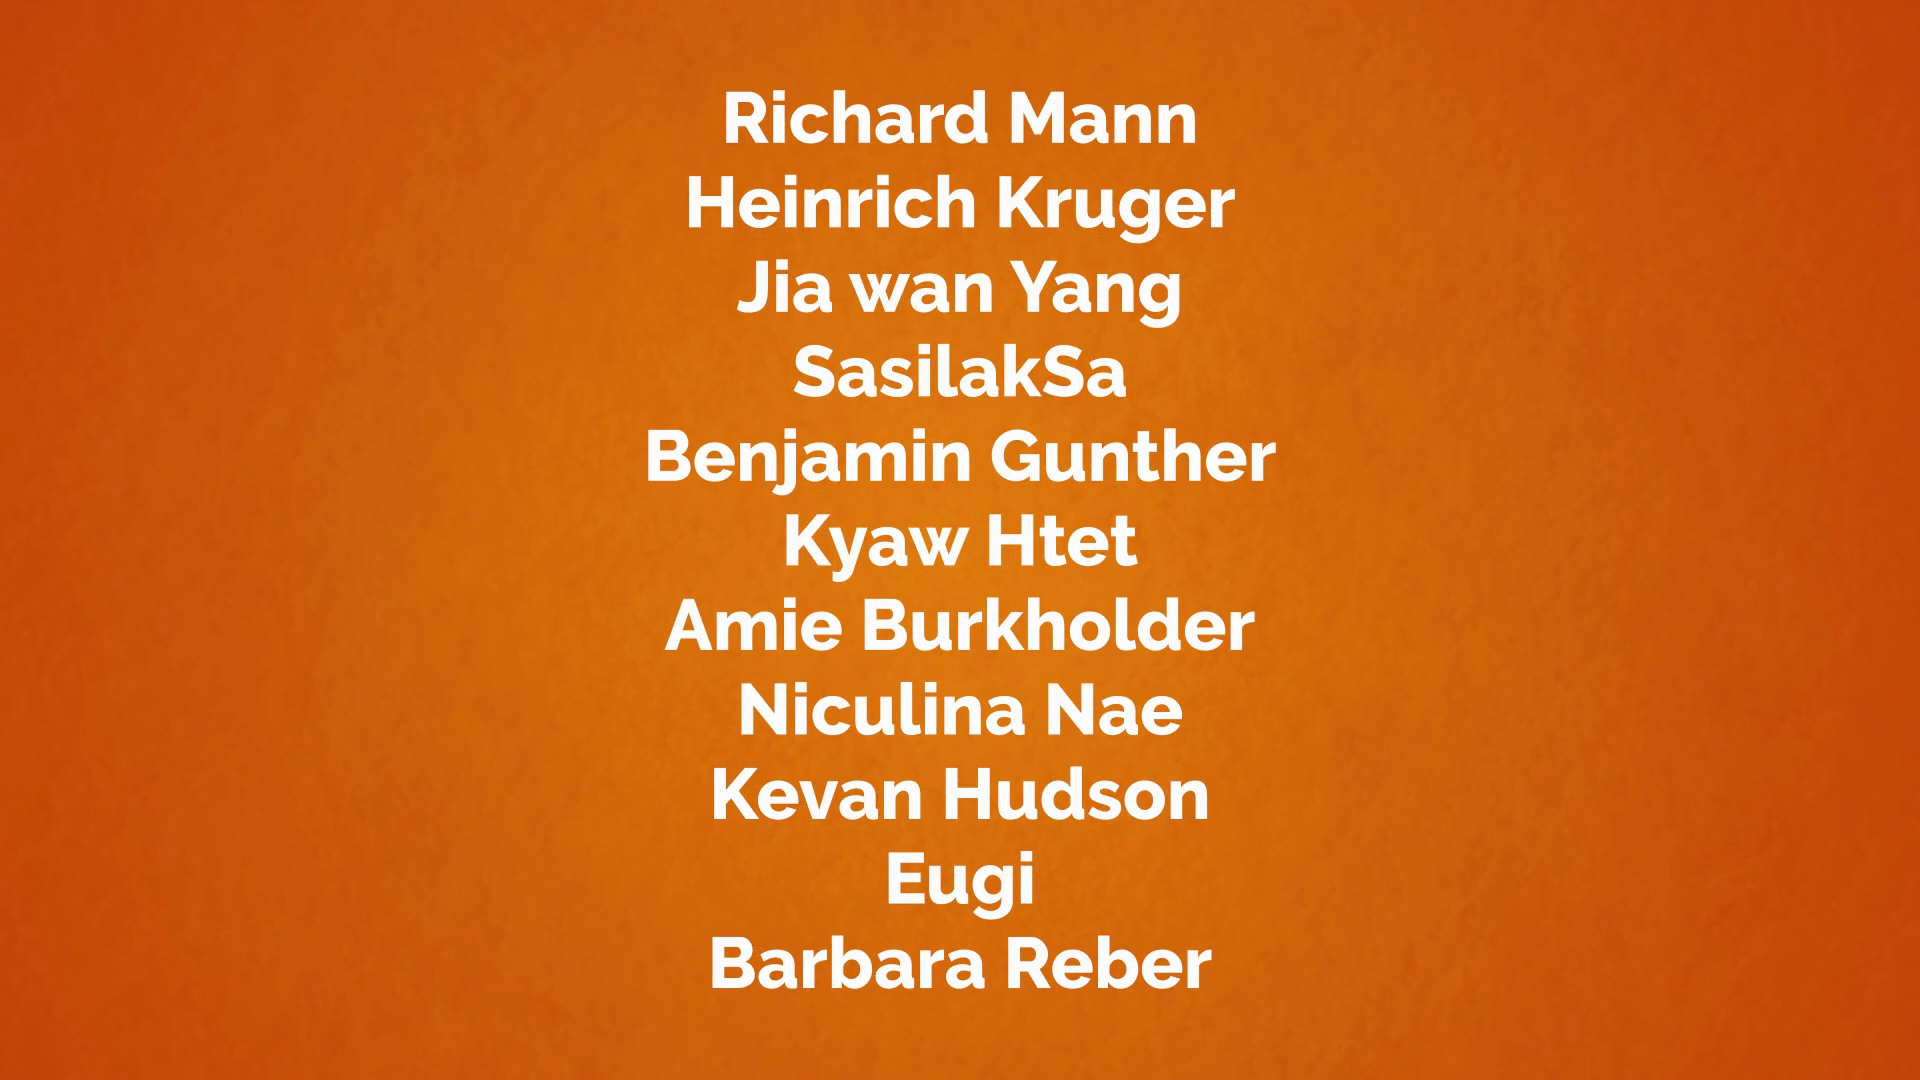 Richard Mann
Heinrich Kruger
Jia wan Yang
SasilakSa
Benjamin Gunther
Kyaw Htet
Amie Burkholder
Niculina Nae
Kevan Hudson
Eugi
Barbara Reber